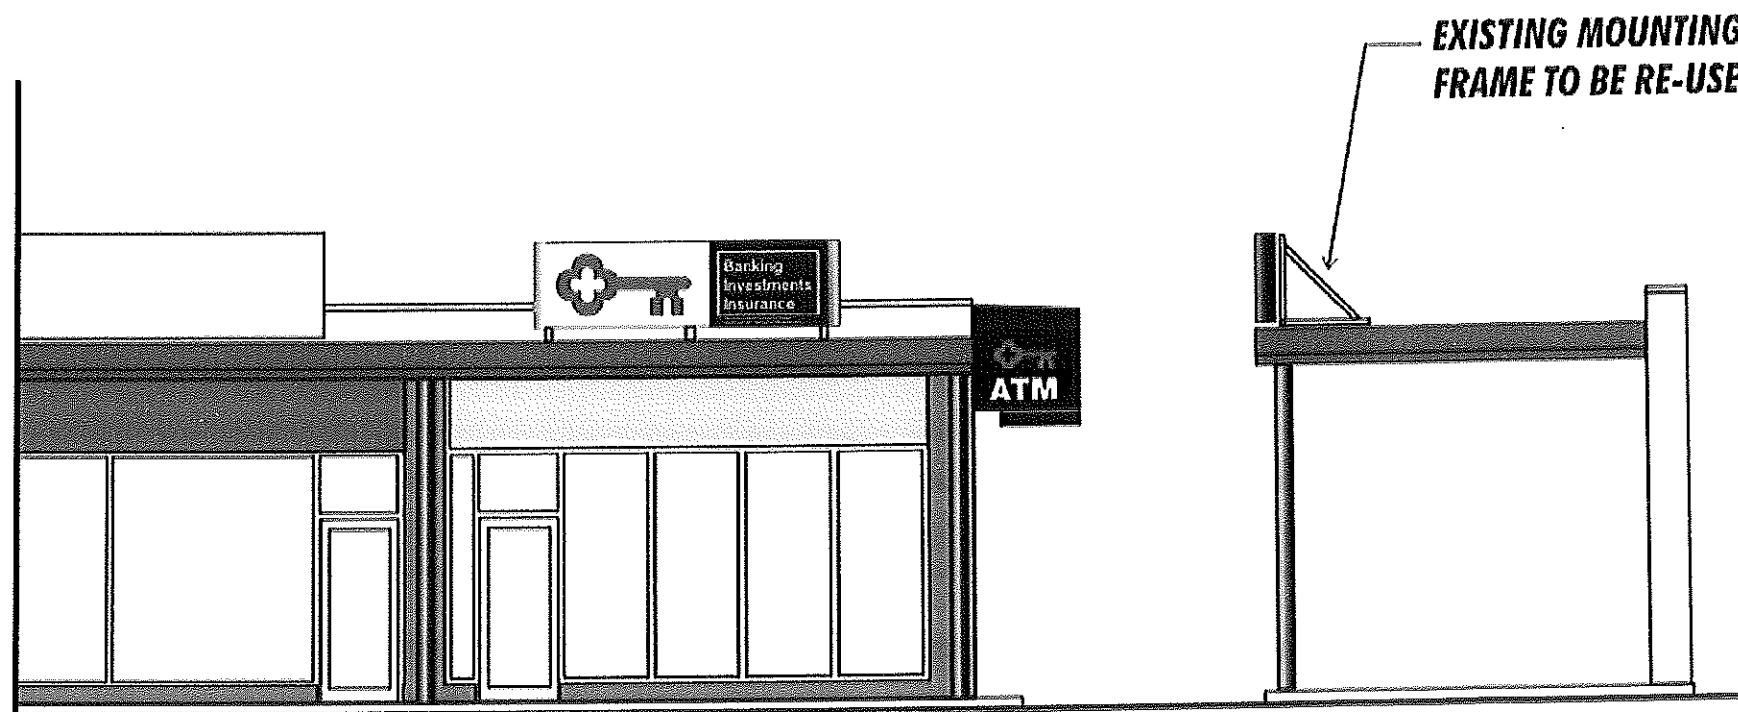 EXISTING MOUNTING
FRAME TO BE RE-USE
Banking
Investments
Insurance
ATM